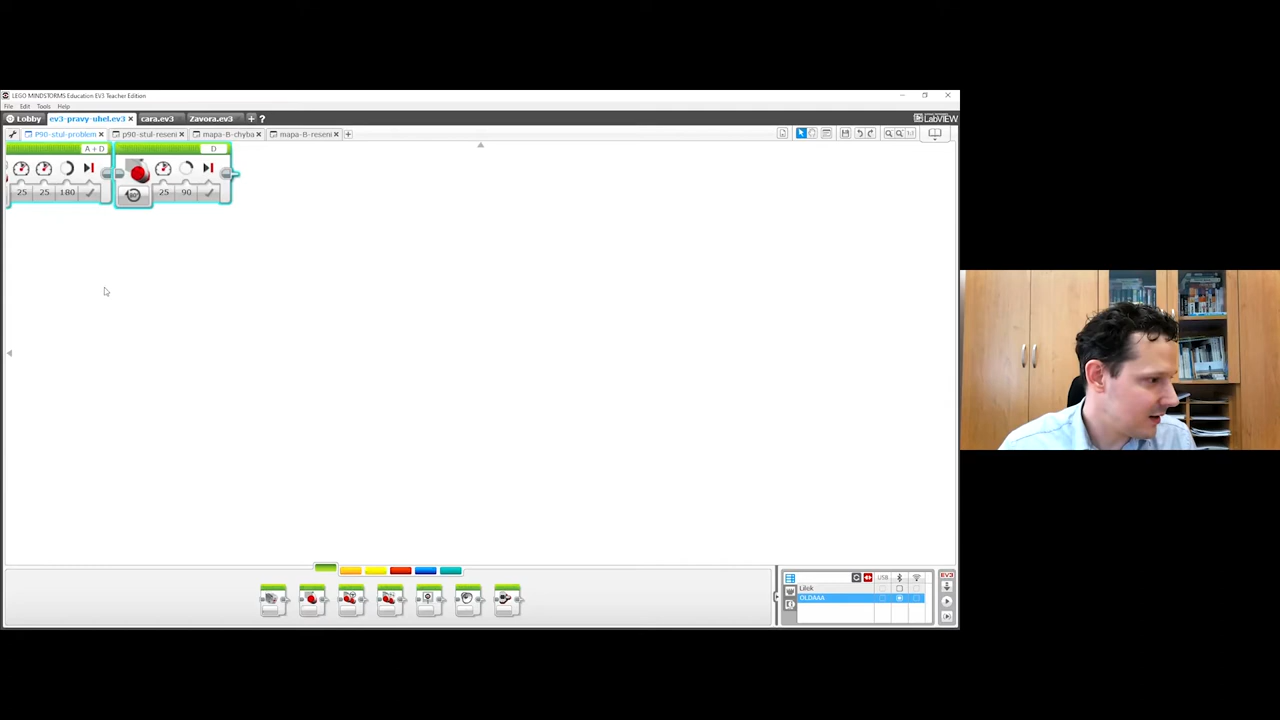 LEGO MINDSTORMS Education EV3 Teacher Edition
File Edit Tools Help
Lobby ev3-pravy-uhel.ev3 × cara.ev3 Zavora.ev3 + ?
LabVIEW
P90-stul-problem × p90-stul-reseni × mapa-B-chyba × mapa-B-reseni × +
A + D
D
25 25 180
25 90
USB
EV3
Lilek
OLDAAA